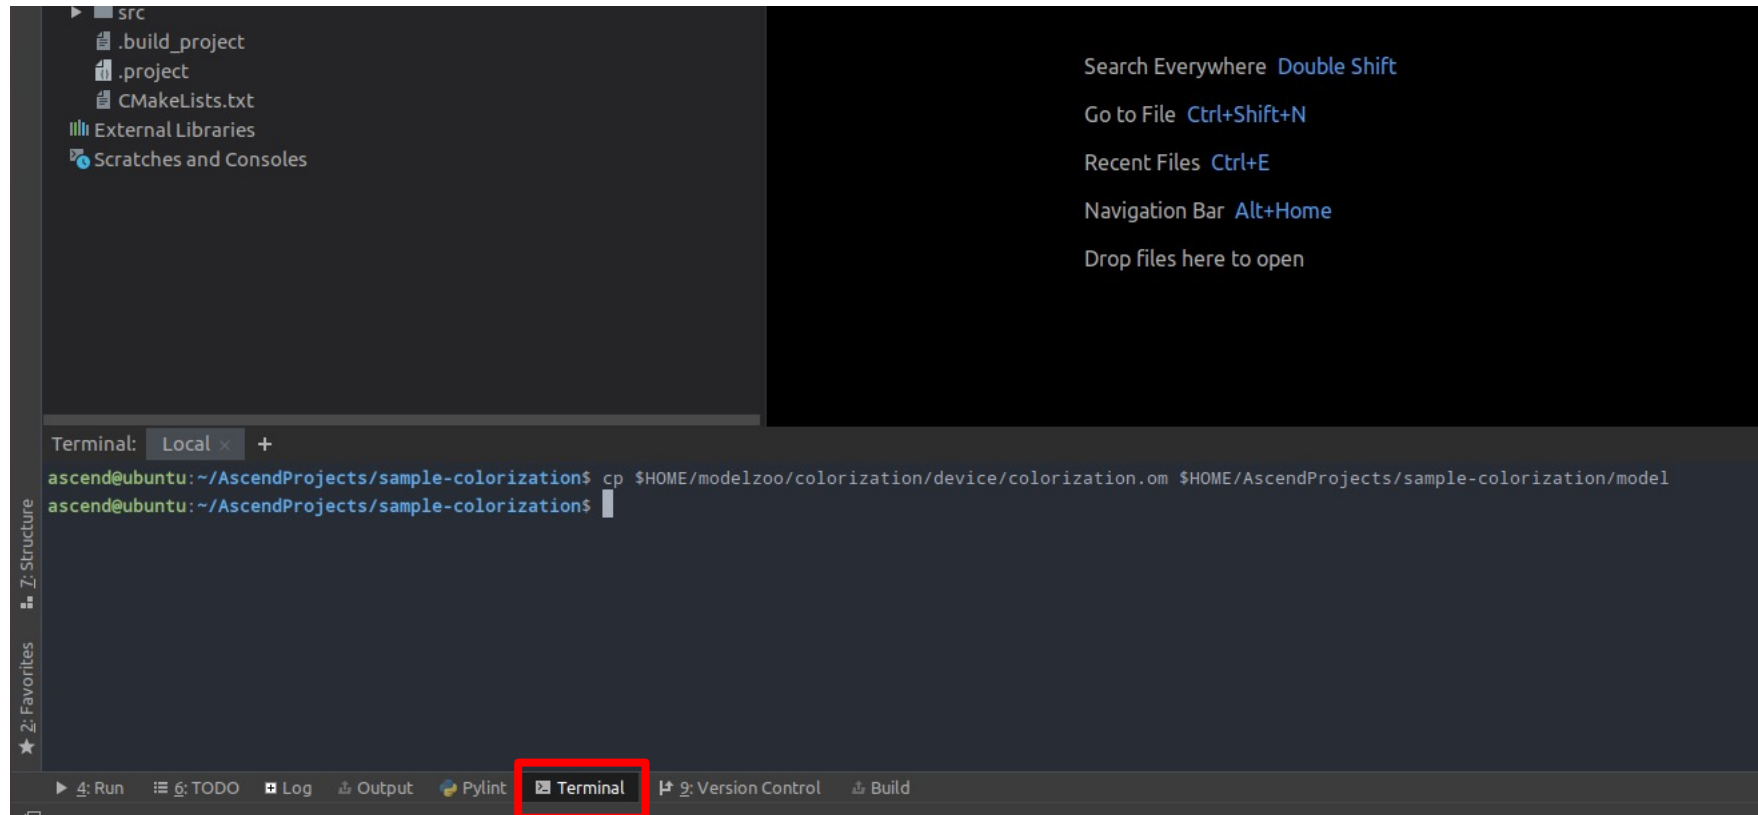 src
.build_project
.project
CMakeLists.txt
External Libraries
Scratches and Consoles
Search Everywhere Double Shift
Go to File Ctrl+Shift+N
Recent Files Ctrl+E
Navigation Bar Alt+Home
Drop files here to open
Terminal: Local × +
ascend@ubuntu:~/AscendProjects/sample-colorization$ cp $HOME/modelzoo/colorization/device/colorization.om $HOME/AscendProjects/sample-colorization/model
ascend@ubuntu:~/AscendProjects/sample-colorization$
7: Structure
2: Favorites
4: Run 6: TODO Log Output Pylint Terminal 9: Version Control Build